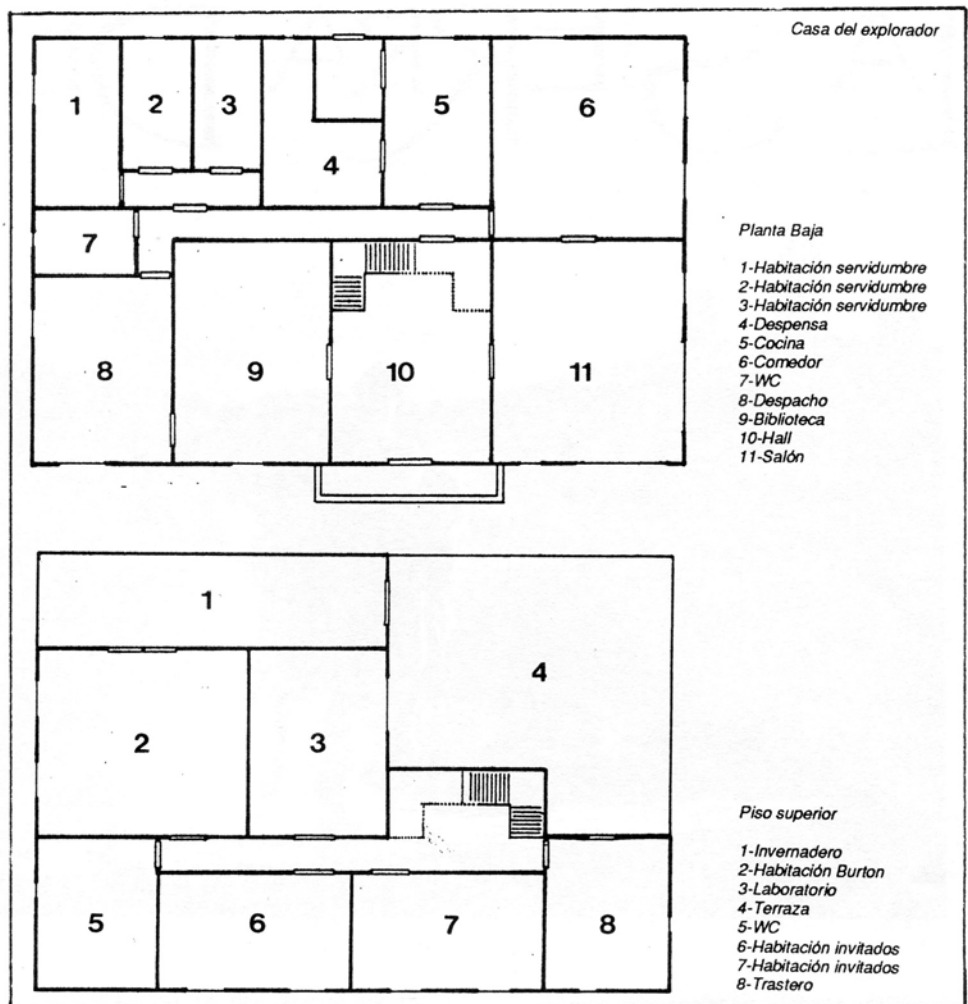 Casa del explorador
1
2
3
4
5
6
7
8
9
10
11
Planta Baja
1-Habitación servidumbre
2-Habitación servidumbre
3-Habitación servidumbre
4-Despensa
5-Cocina
6-Comedor
7-WC
8-Despacho
9-Biblioteca
10-Hall
11-Salón
1
2
3
4
5
6
7
8
Piso superior
1-Invernadero
2-Habitación Burton
3-Laboratorio
4-Terraza
5-WC
6-Habitación invitados
7-Habitación invitados
8-Trastero